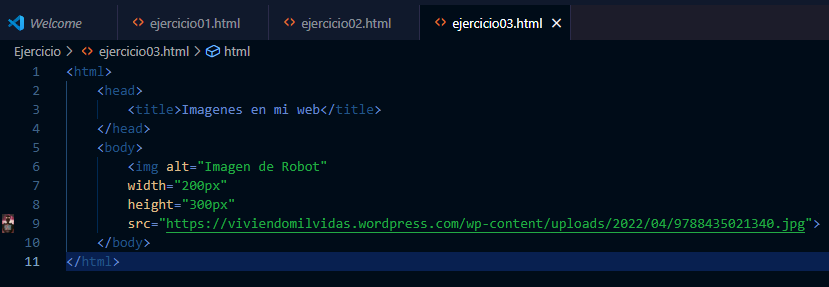 Welcome ejercicio01.html ejercicio02.html ejercicio03.html
Ejercicio > ejercicio03.html > html
1 <html>
2 <head>
3 <title>Imagenes en mi web</title>
4 </head>
5 <body>
6 <img alt="Imagen de Robot"
7 width="200px"
8 height="300px"
9 src="https://viviendomilvidas.wordpress.com/wp-content/uploads/2022/04/9788435021340.jpg">
10 </body>
11 </html>